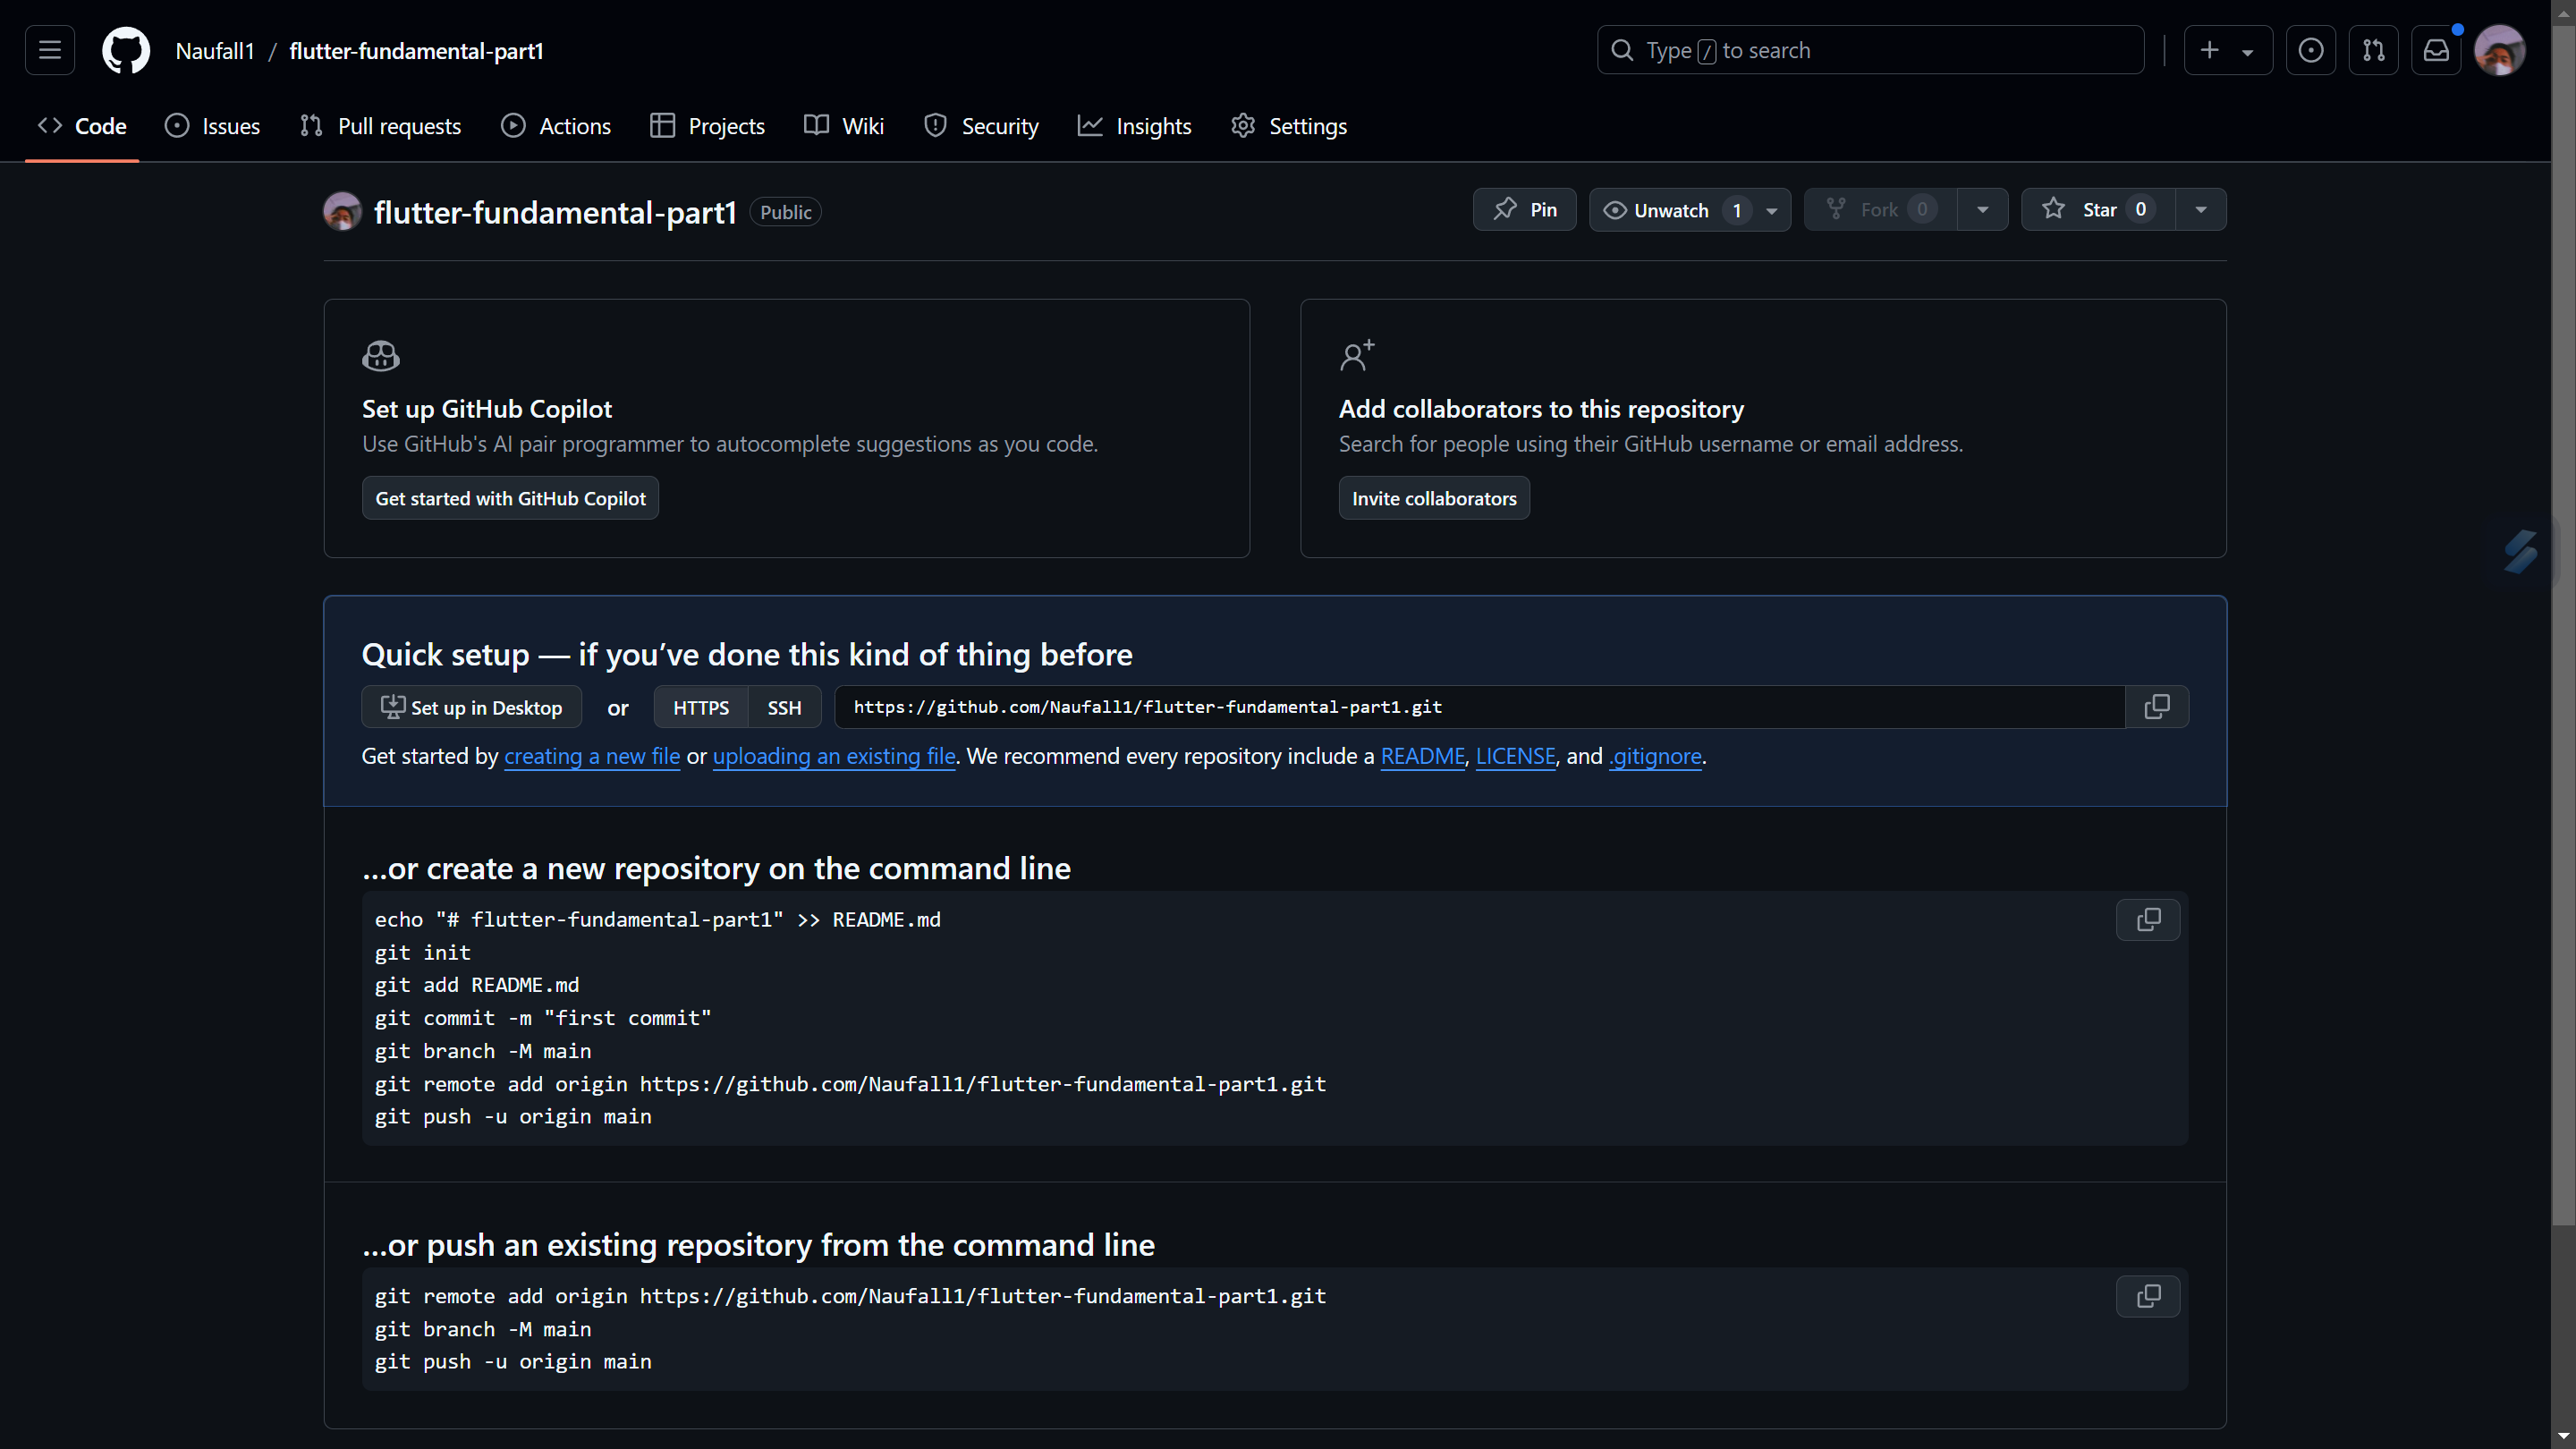 Naufall1 / flutter-fundamental-part1
Type / to search
Code
Issues
Pull requests
Actions
Projects
Wiki
Security
Insights
Settings
flutter-fundamental-part1 Public
Pin
Unwatch 1
Fork 0
Star 0
Set up GitHub Copilot
Use GitHub's AI pair programmer to autocomplete suggestions as you code.
Get started with GitHub Copilot
Add collaborators to this repository
Search for people using their GitHub username or email address.
Invite collaborators
Quick setup — if you’ve done this kind of thing before
Set up in Desktop or HTTPS SSH https://github.com/Naufall1/flutter-fundamental-part1.git
Get started by creating a new file or uploading an existing file. We recommend every repository include a README, LICENSE, and .gitignore.
…or create a new repository on the command line
echo "# flutter-fundamental-part1" >> README.md
git init
git add README.md
git commit -m "first commit"
git branch -M main
git remote add origin https://github.com/Naufall1/flutter-fundamental-part1.git
git push -u origin main
…or push an existing repository from the command line
git remote add origin https://github.com/Naufall1/flutter-fundamental-part1.git
git branch -M main
git push -u origin main